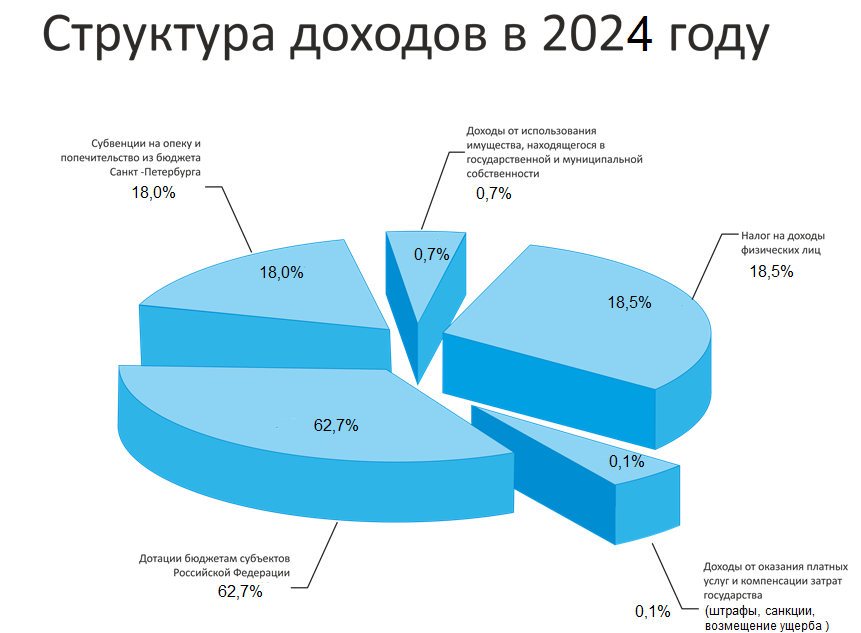 Структура доходов в 2024 году
Субвенции на опеку и
попечительство из бюджета
Санкт -Петербурга
18,0%
Доходы от использования
имущества, находящегося в
государственной и муниципальной
собственности
0,7%
Налог на доходы
физических лиц
18,5%
0,7%
18,0%
18,5%
62,7%
0,1%
Дотации бюджетам субъектов
Российской Федерации
62,7%
Доходы от оказания платных
услуг и компенсации затрат
государства
0,1%
(штрафы, санкции,
возмещение ущерба )